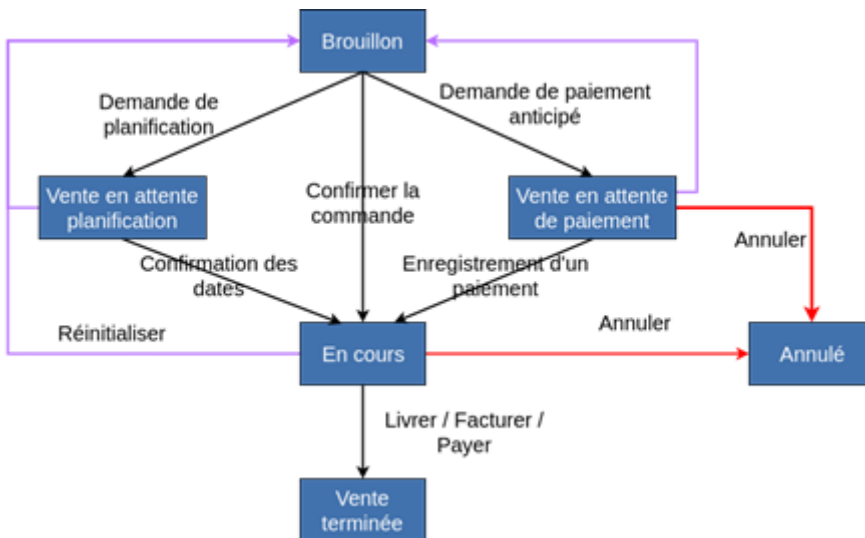 Brouillon
Demande de
planification
Demande de paiement
anticipé
Vente en attente
planification
Confirmer la
commande
Vente en attente
de paiement
Annuler
Confirmation des
dates
Enregistrement d'un
paiement
Réinitialiser
Annuler
En cours
Annulé
Livrer / Facturer /
Payer
Vente
terminée